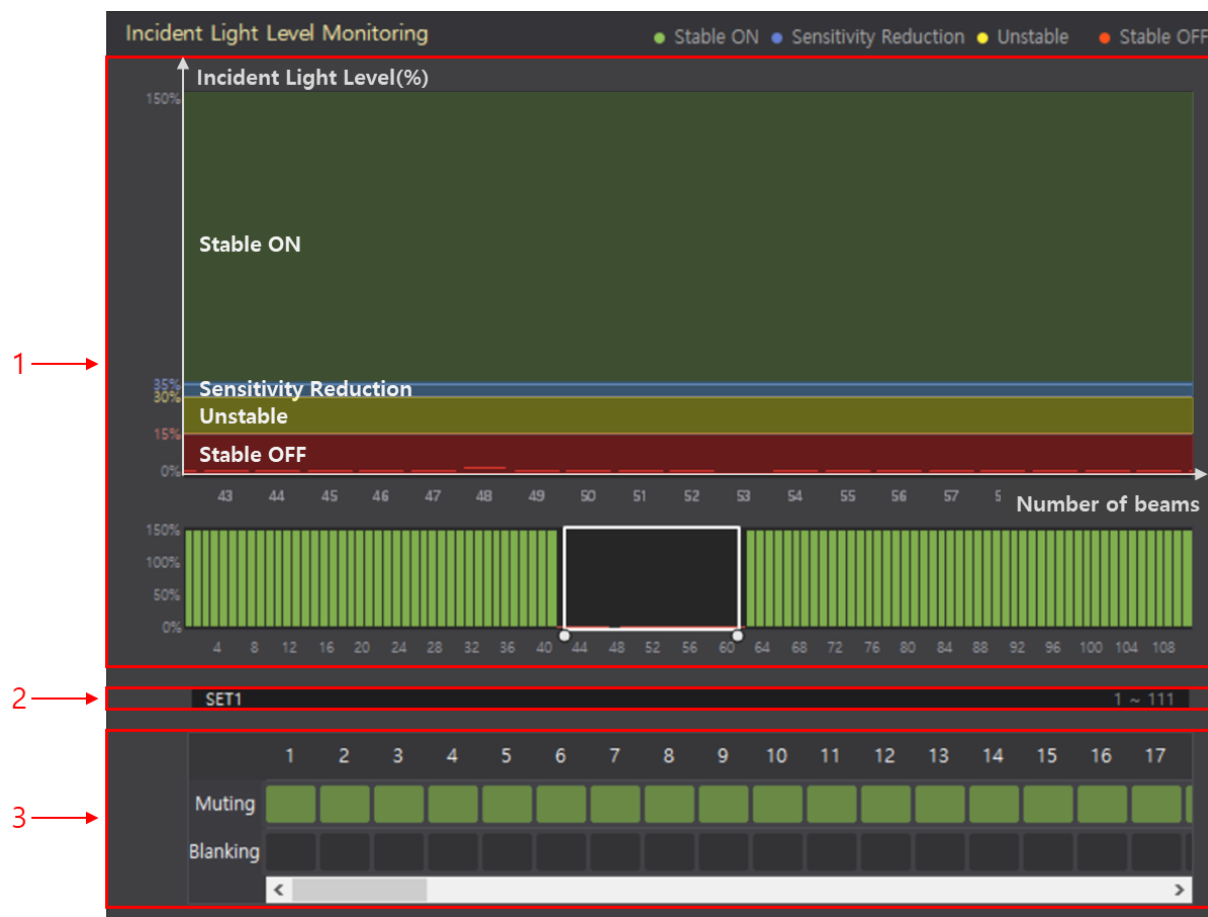 Incident Light Level Monitoring
Stable ON Sensitivity Reduction Unstable Stable OFF
Incident Light Level(%)
150%
Stable ON
1
35%
Sensitivity Reduction
30%
Unstable
15%
Stable OFF
0%
43 44 45 46 47 48 49 50 51 52 53 54 55 56 57 5
Number of beams
150%
100%
50%
0%
4 8 12 16 20 24 28 32 36 40 44 48 52 56 60 64 68 72 76 80 84 88 92 96 100 104 108
2
SET1 1 ~ 111
1 2 3 4 5 6 7 8 9 10 11 12 13 14 15 16 17
Muting
3
Blanking